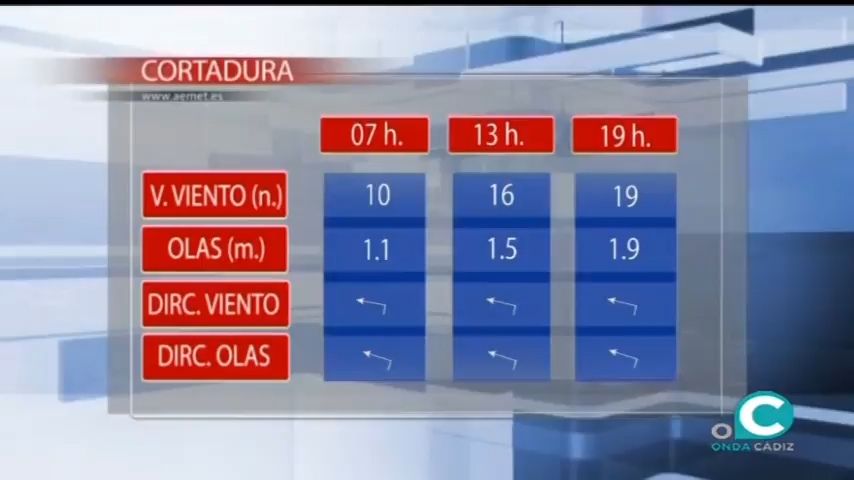 CORTADURA
www.aemet.es
07 h. 13 h. 19 h.
V. VIENTO (n.) 10 16 19
OLAS (m.) 1.1 1.5 1.9
DIRC. VIENTO
DIRC. OLAS
O C
ONDA CÁDIZ